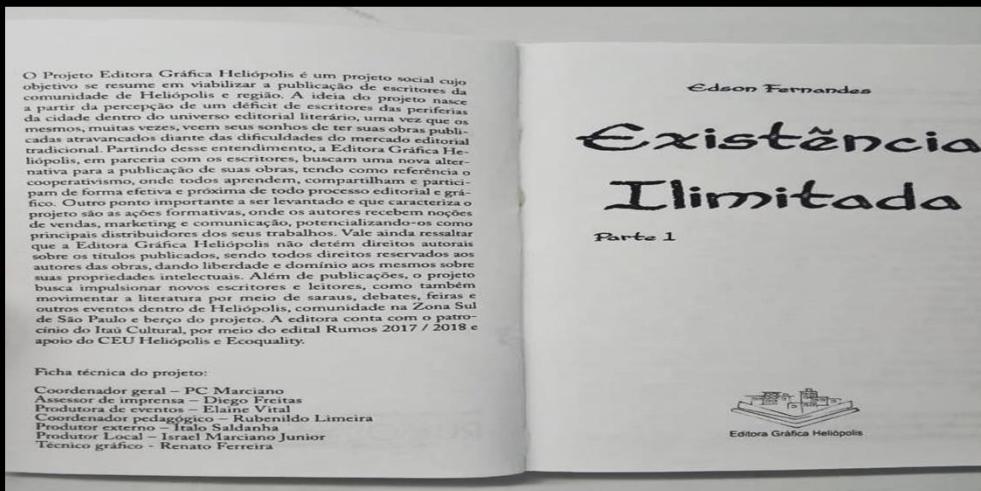 O Projeto Editora Gráfica Heliópolis é um projeto social cujo
objetivo se resume em viabilizar a publicação de escritores da
comunidade de Heliópolis e região. A ideia do projeto nasce
a partir da percepção de um déficit de escritores das periferias
da cidade dentro do universo editorial literário, uma vez que os
mesmos, muitas vezes, veem seus sonhos de ter suas obras publi-
cadas atravancados diante das dificuldades do mercado editorial
tradicional. Partindo desse entendimento, a Editora Gráfica He-
liópolis, em parceria com os escritores, buscam uma nova alter-
nativa para a publicação de suas obras, tendo como referência o
cooperativismo, onde todos aprendem, compartilham e partici-
pam de forma efetiva e próxima de todo processo editorial e grá-
fico. Outro ponto importante a ser levantado e que caracteriza o
projeto são as ações formativas, onde os autores recebem noções
de vendas, marketing e comunicação, potencializando-os como
principais distribuidores dos seus trabalhos. Vale ainda ressaltar
que a Editora Gráfica Heliópolis não detém direitos autorais
sobre os títulos publicados, sendo todos direitos reservados aos
autores das obras, dando liberdade e domínio aos mesmos sobre
suas propriedades intelectuais. Além de publicações, o projeto
busca impulsionar novos escritores e leitores, como também
movimentar a literatura por meio de saraus, debates, feiras e
outros eventos dentro de Heliópolis, comunidade na Zona Sul
de São Paulo e berço do projeto. A editora conta com o patro-
cínio do Itaú Cultural, por meio do edital Rumos 2017 / 2018 e
apoio do CEU Heliópolis e Ecoquality.
Ficha técnica do projeto:
Coordenador geral – PC Marciano
Assessor de imprensa – Diego Freitas
Produtora de eventos – Elaine Vital
Coordenador pedagógico – Rubenildo Limeira
Produtor externo – Ítalo Saldanha
Produtor Local – Israel Marciano Junior
Técnico gráfico - Renato Ferreira
Edson Fernandes
Existẽncia
Ilimitada
Parte 1
Editora Gráfica Heliópolis